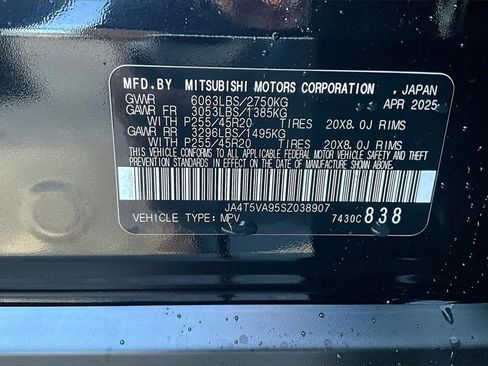 MFD.BY MITSUBISHI MOTORS CORPORATION , JAPAN
GVWR 6063LBS/2750KG APR 2025
GAWR FR 3053LBS/1385KG
WITH P255/45R20 TIRES 20X8.0J RIMS
GAWR RR 3296LBS/1495KG
WITH P255/45R20 TIRES 20X8.0J RIMS
THIS VEHICLE CONFORMS TO ALL APPLICABLE FEDERAL MOTOR VEHICLE SAFETY AND THEFT
PREVENTION STANDARDS IN EFFECT ON THE DATE OF MANUFACTURE SHOWN ABOVE.
JA4T5VA95SZ038907
VEHICLE TYPE: MPV 7430C 838